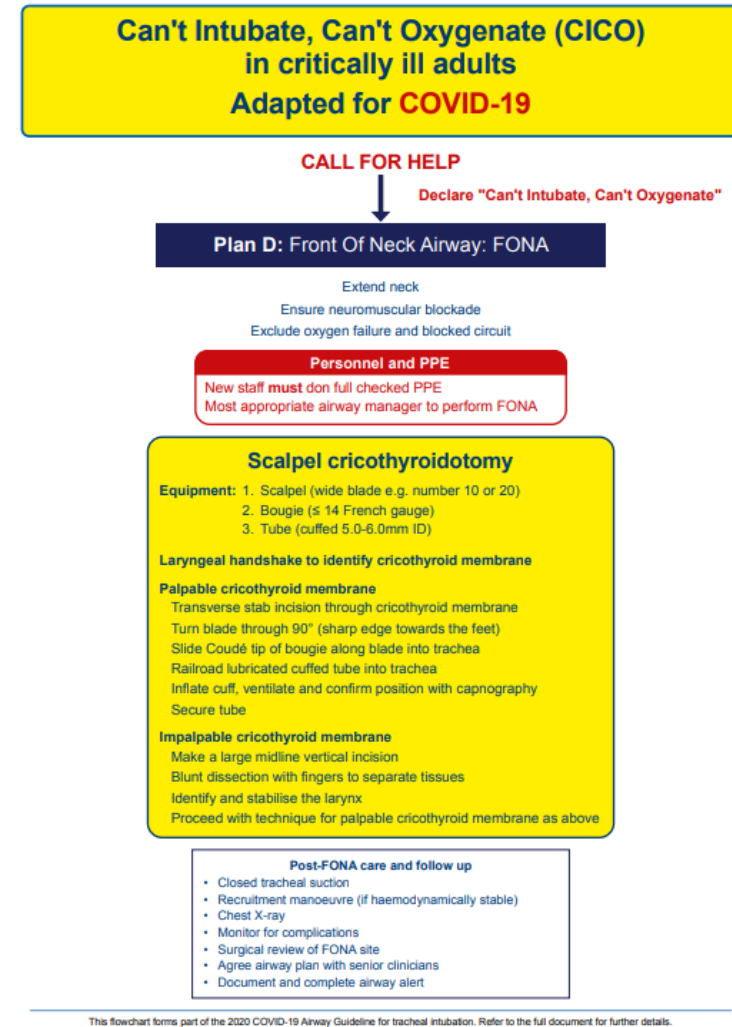 Can't Intubate, Can't Oxygenate (CICO)
in critically ill adults
Adapted for COVID-19
CALL FOR HELP
Declare "Can't Intubate, Can't Oxygenate"
Plan D: Front Of Neck Airway: FONA
Extend neck
Ensure neuromuscular blockade
Exclude oxygen failure and blocked circuit
Personnel and PPE
New staff must don full checked PPE
Most appropriate airway manager to perform FONA
Scalpel cricothyroidotomy
Equipment: 1. Scalpel (wide blade e.g. number 10 or 20)
2. Bougie (≤ 14 French gauge)
3. Tube (cuffed 5.0-6.0mm ID)
Laryngeal handshake to identify cricothyroid membrane
Palpable cricothyroid membrane
Transverse stab incision through cricothyroid membrane
Turn blade through 90° (sharp edge towards the feet)
Slide Coudé tip of bougie along blade into trachea
Railroad lubricated cuffed tube into trachea
Inflate cuff, ventilate and confirm position with capnography
Secure tube
Impalpable cricothyroid membrane
Make a large midline vertical incision
Blunt dissection with fingers to separate tissues
Identify and stabilise the larynx
Proceed with technique for palpable cricothyroid membrane as above
Post-FONA care and follow up
• Closed tracheal suction
• Recruitment manoeuvre (if haemodynamically stable)
• Chest X-ray
• Monitor for complications
• Surgical review of FONA site
• Agree airway plan with senior clinicians
• Document and complete airway alert
This flowchart forms part of the 2020 COVID-19 Airway Guideline for tracheal intubation. Refer to the full document for further details.